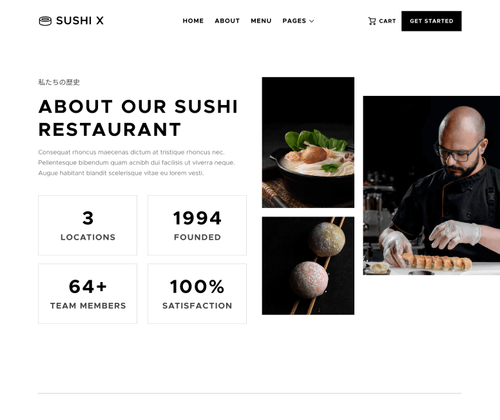 SUSHI X
HOME ABOUT MENU PAGES
Cart GET STARTED
私たちの歴史
ABOUT OUR SUSHI
RESTAURANT
Consequat rhoncus maecenas dictum at tristique rhoncus nec.
Pellentesque bibendum quam acnibh dui facilisis ut viverra neque.
Augue habitant blandit scelerisque vitae eu lorem vesti.
3
LOCATIONS
1994
FOUNDED
64+
TEAM MEMBERS
100%
SATISFACTION